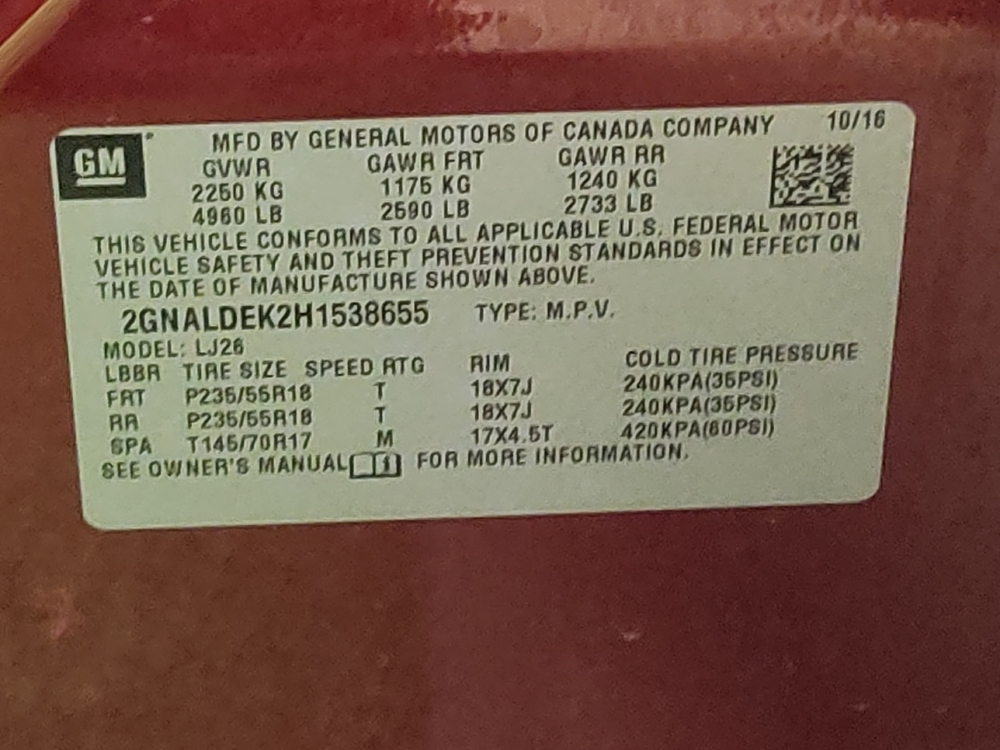 GM
MFD BY GENERAL MOTORS OF CANADA COMPANY 10/16
GVWR GAWR FRT GAWR RR
2250 KG 1175 KG 1240 KG
4960 LB 2590 LB 2733 LB
THIS VEHICLE CONFORMS TO ALL APPLICABLE U.S. FEDERAL MOTOR
VEHICLE SAFETY AND THEFT PREVENTION STANDARDS IN EFFECT ON
THE DATE OF MANUFACTURE SHOWN ABOVE.
2GNALDEK2H1538655 TYPE: M.P.V.
MODEL: LJ26
LBBR TIRE SIZE SPEED RTG RIM COLD TIRE PRESSURE
FRT P235/55R18 T 18X7J 240KPA(35PSI)
RR P235/55R18 T 18X7J 240KPA(35PSI)
SPA T145/70R17 M 17X4.5T 420KPA(60PSI)
SEE OWNER'S MANUAL FOR MORE INFORMATION.